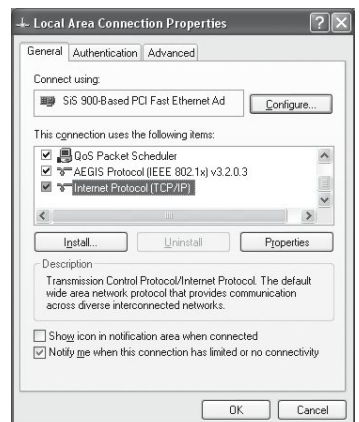 Local Area Connection Properties
General Authentication Advanced
Connect using:
SiS 900-Based PCI Fast Ethernet Ad Configure...
This connection uses the following items:
QoS Packet Scheduler
AEGIS Protocol (IEEE 802.1x) v3.2.0.3
Internet Protocol (TCP/IP)
Install... Uninstall Properties
Description
Transmission Control Protocol/Internet Protocol. The default
wide area network protocol that provides communication
across diverse interconnected networks.
Show icon in notification area when connected
Notify me when this connection has limited or no connectivity
OK Cancel